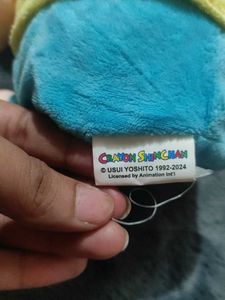 CRAYON SHINCHAN
© USUI YOSHITO 1992-2024
Licensed by Animation Int'l